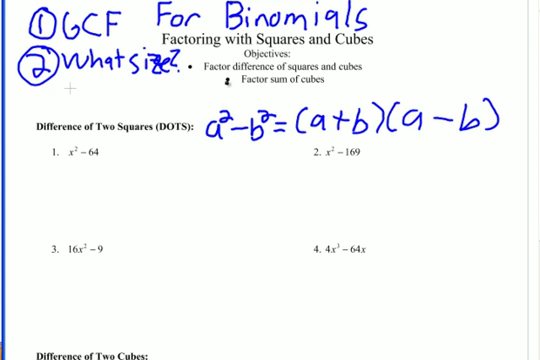 ① GCF For Binomials
Factoring with Squares and Cubes
② What size?
Objectives:
• Factor difference of squares and cubes
• Factor sum of cubes
Difference of Two Squares (DOTS): a² - b² = (a + b)(a - b)
1. x² – 64
2. x² – 169
3. 16x² – 9
4. 4x³ – 64x
Difference of Two Cubes: